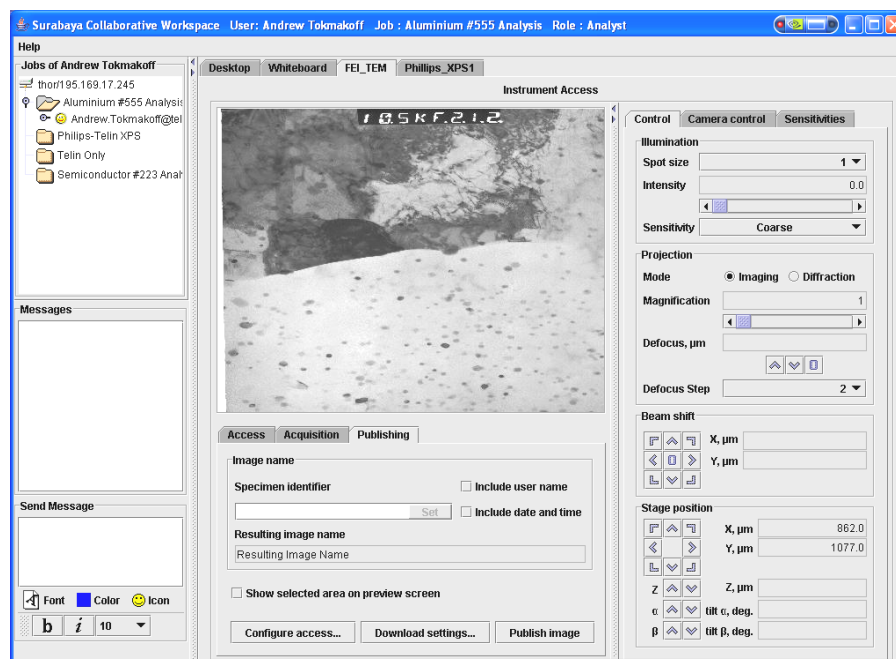 Surabaya Collaborative Workspace User: Andrew Tokmakoff Job : Aluminium #555 Analysis Role : Analyst
Help
Jobs of Andrew Tokmakoff
thor/195.169.17.245
Aluminium #555 Analysis
Andrew.Tokmakoff@tel
Philips-Telin XPS
Telin Only
Semiconductor #223 Anal
Messages
Send Message
Font Color Icon
b i 10
Desktop Whiteboard FEI_TEM Phillips_XPS1
Instrument Access
Access Acquisition Publishing
Image name
Specimen identifier
Include user name
Set
Include date and time
Resulting image name
Resulting Image Name
Show selected area on preview screen
Configure access... Download settings... Publish image
Control Camera control Sensitivities
Illumination
Spot size 1
Intensity 0.0
Sensitivity Coarse
Projection
Mode Imaging Diffraction
Magnification 1
Defocus, µm
Defocus Step 2
Beam shift
X, µm
Y, µm
Stage position
X, µm 862.0
Y, µm 1077.0
Z Z, µm
α tilt α, deg.
β tilt β, deg.